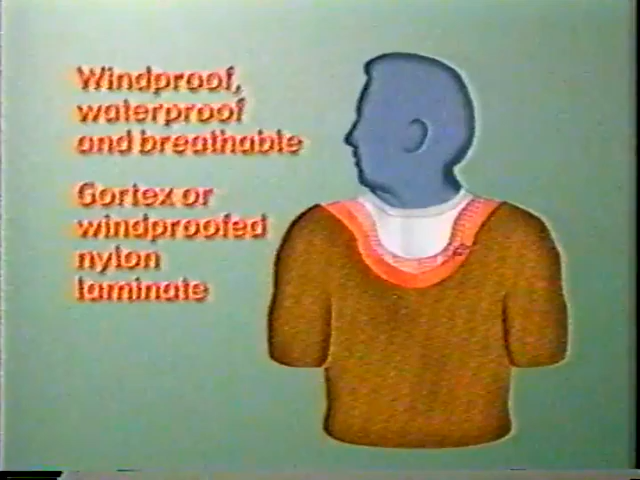 Windproof,
waterproof
and breathable
Gortex or
windproofed
nylon
laminate